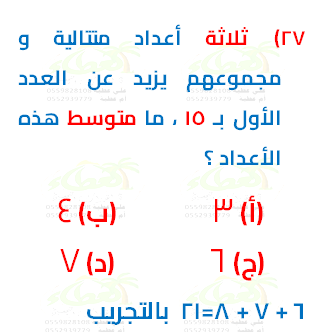 ٢٧) ثلاثة أعداد متتالية و
مجموعهم يزيد عن العدد
الأول بـ ١٥ ، ما متوسط هذه
الأعداد ؟
(أ) ٣ (ب) ٤
(ج) ٦ (د) ٧
٦ + ٧ + ٨=٢١ بالتجريب